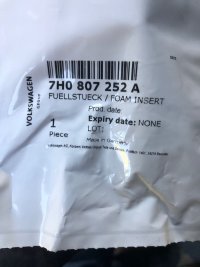 VOLKSWAGEN
7H0 807 252 A
FUELLSTUECK / FOAM INSERT
Prod. date
Expiry date: NONE
1
LOT:
Piece
Made in Germany